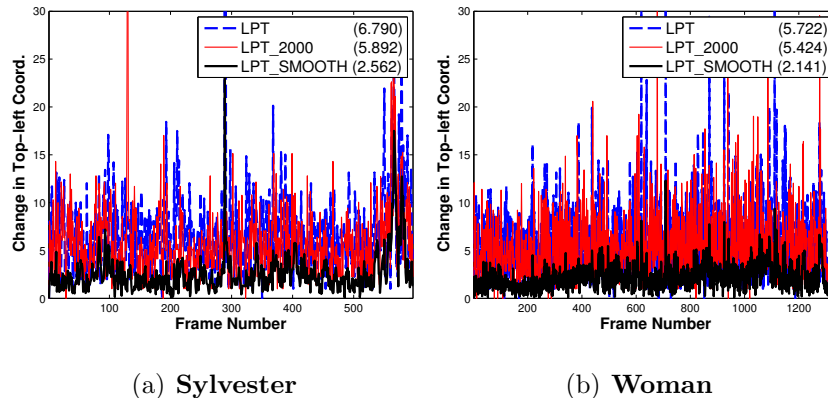 30
25
20
15
10
5
0
Change in Top−left Coord.
LPT (6.790)
LPT_2000 (5.892)
LPT_SMOOTH (2.562)
100 200 300 400 500
Frame Number
(a) Sylvester
30
25
20
15
10
5
0
Change in Top−left Coord.
LPT (5.722)
LPT_2000 (5.424)
LPT_SMOOTH (2.141)
200 400 600 800 1000 1200
Frame Number
(b) Woman